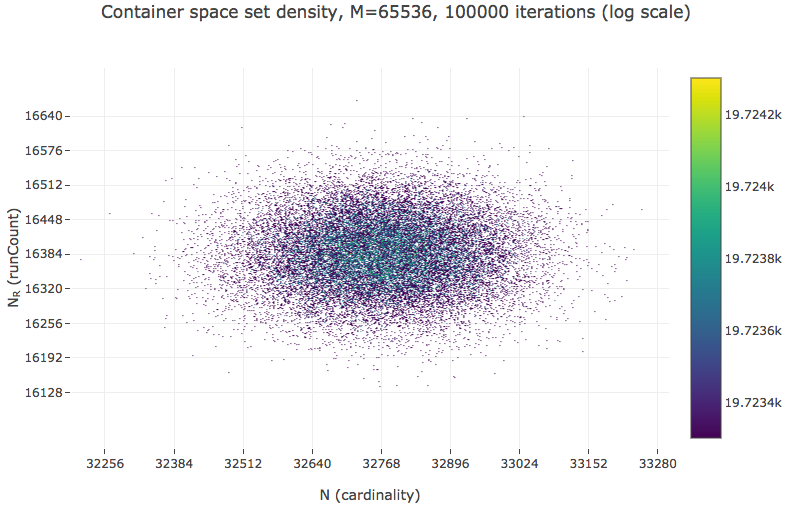 Container space set density, M=65536, 100000 iterations (log scale)
16640
16576
16512
16448
16384
16320
16256
16192
16128
N_R (runCount)
32256 32384 32512 32640 32768 32896 33024 33152 33280
N (cardinality)
19.7242k
19.724k
19.7238k
19.7236k
19.7234k